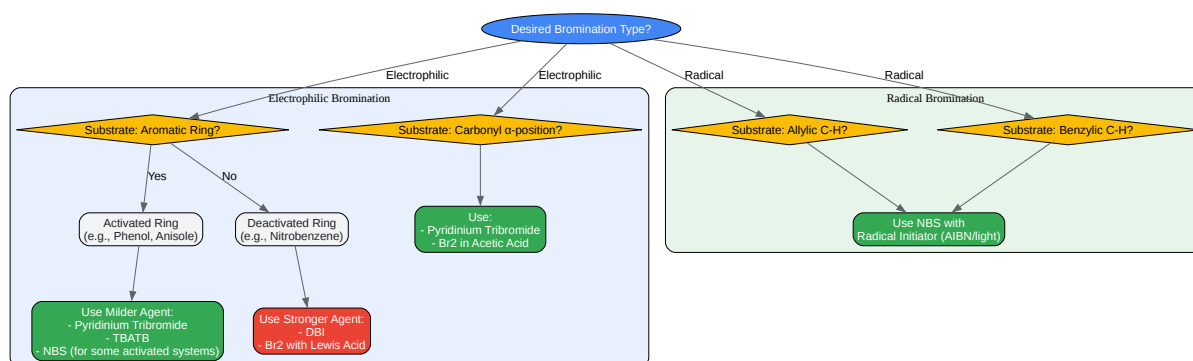 Desired Bromination Type?
Electrophilic
Electrophilic
Radical
Radical
Electrophilic Bromination
Radical Bromination
Substrate: Aromatic Ring?
Substrate: Carbonyl α-position?
Substrate: Allylic C-H?
Substrate: Benzylic C-H?
Yes
No
Activated Ring
(e.g., Phenol, Anisole)
Deactivated Ring
(e.g., Nitrobenzene)
Use:
- Pyridinium Tribromide
- Br2 in Acetic Acid
Use NBS with
Radical Initiator (AIBN/light)
Use Milder Agent:
- Pyridinium Tribromide
- TBATB
- NBS (for some activated systems)
Use Stronger Agent:
- DBI
- Br2 with Lewis Acid